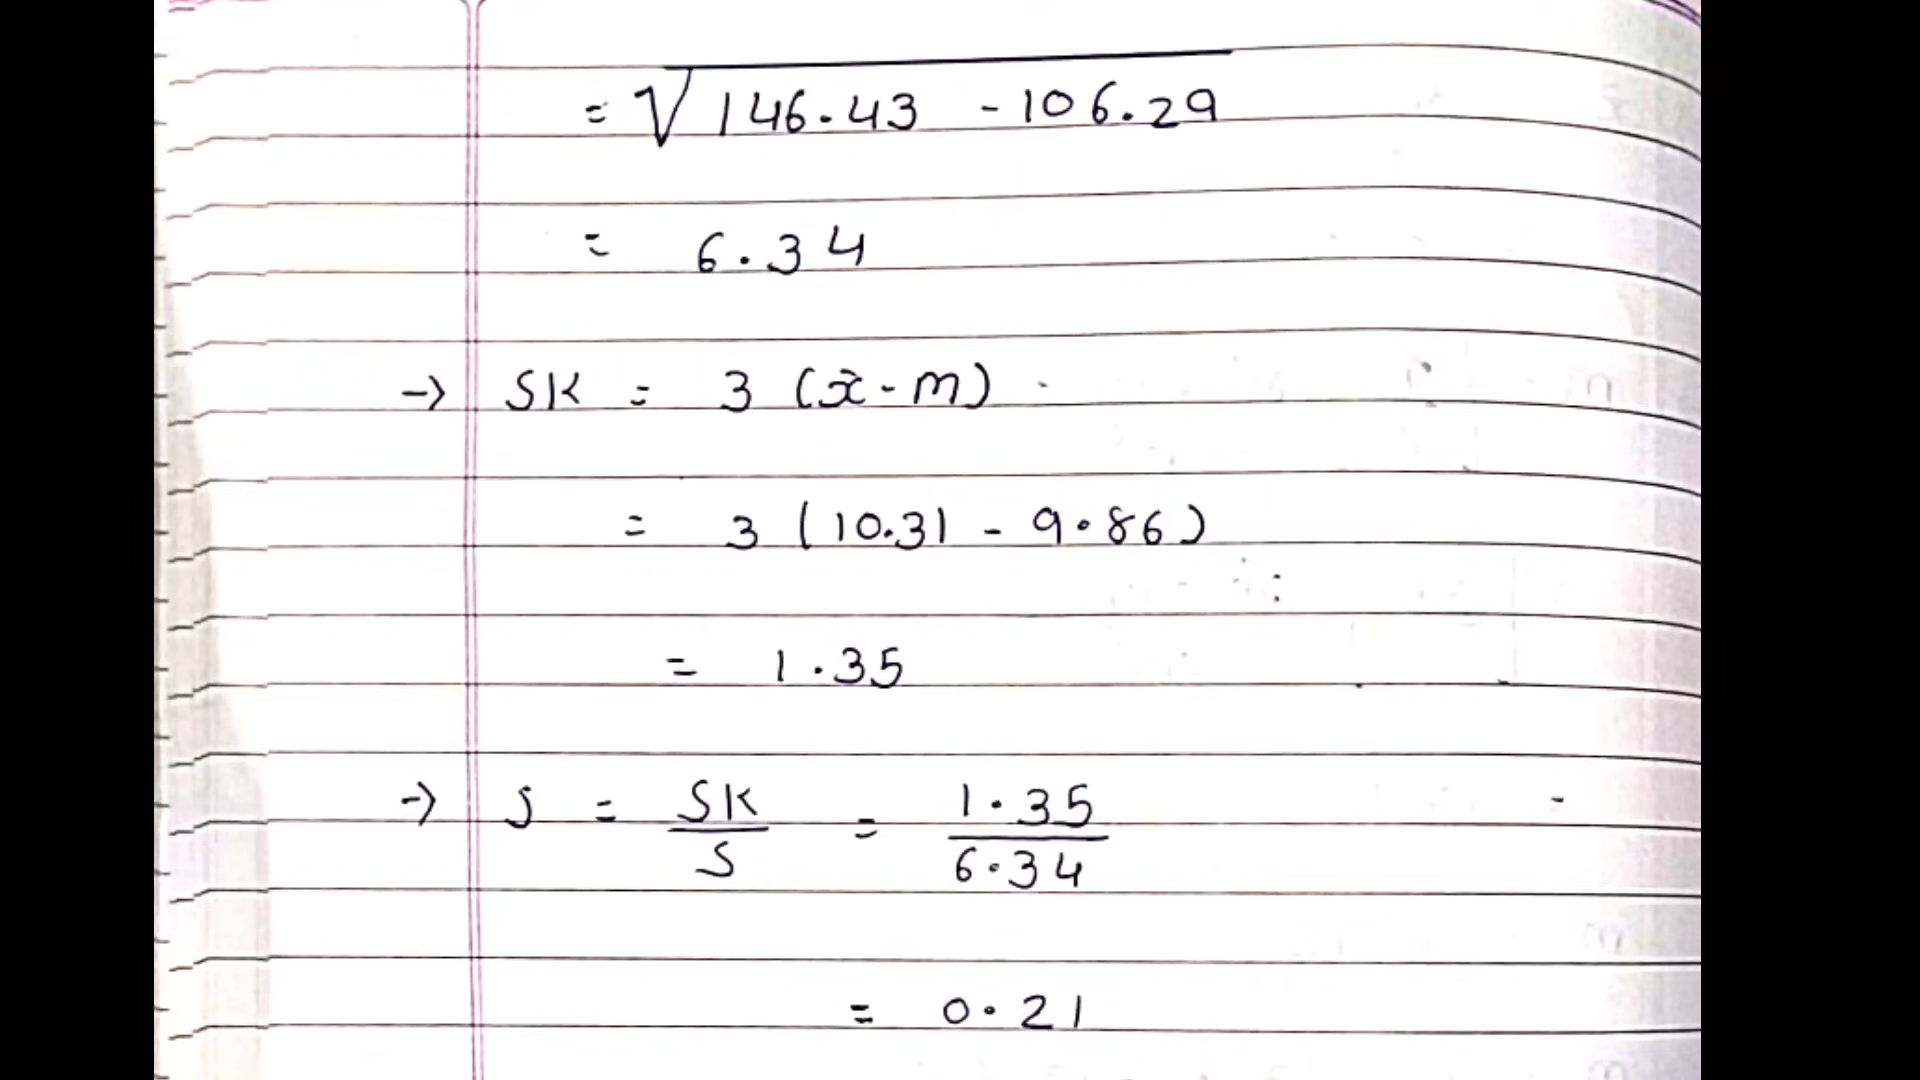 = √146.43 - 106.29
= 6.34
→ SK = 3 (x̄ - m)
= 3 (10.31 - 9.86)
= 1.35
→ j = SK/S = 1.35/6.34
= 0.21